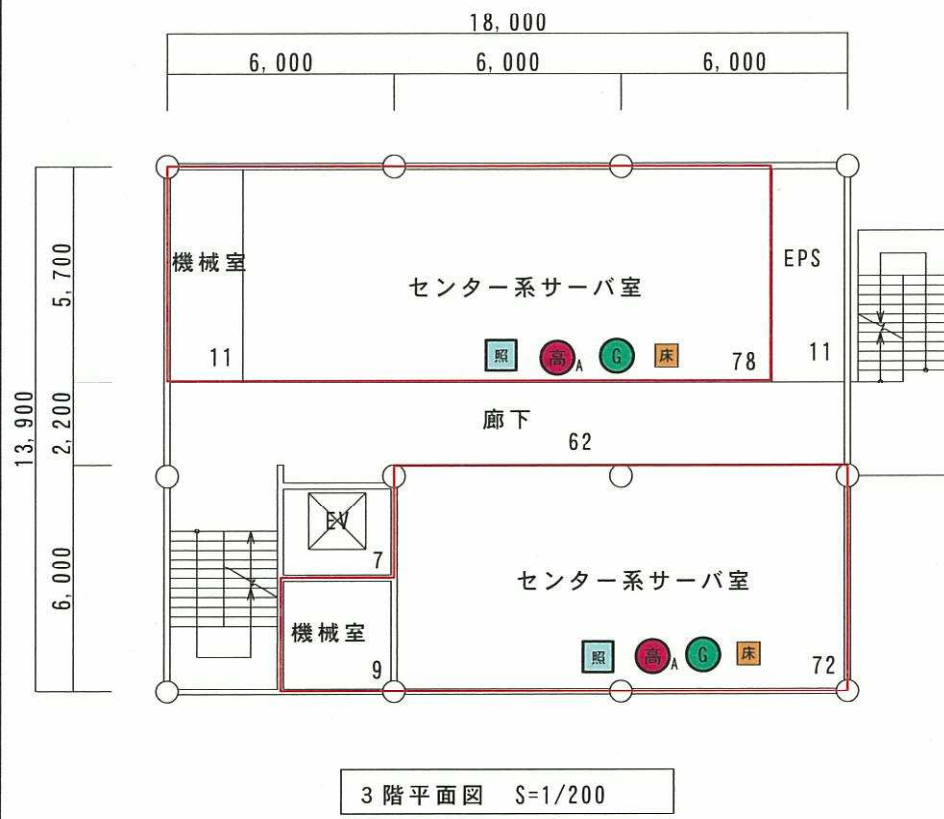 18,000
6,000 6,000 6,000
13,900
5,700
2,200
6,000
機械室
11
センター系サーバ室
照 高A G 床
78
EPS
11
廊下
62
EV
7
機械室
9
センター系サーバ室
照 高A G 床
72
3階平面図 S=1/200